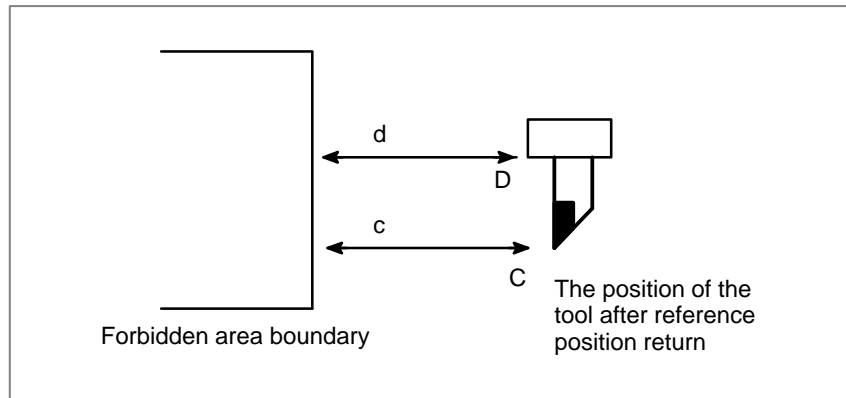 d
D
c
C
The position of the
tool after reference
position return
Forbidden area boundary